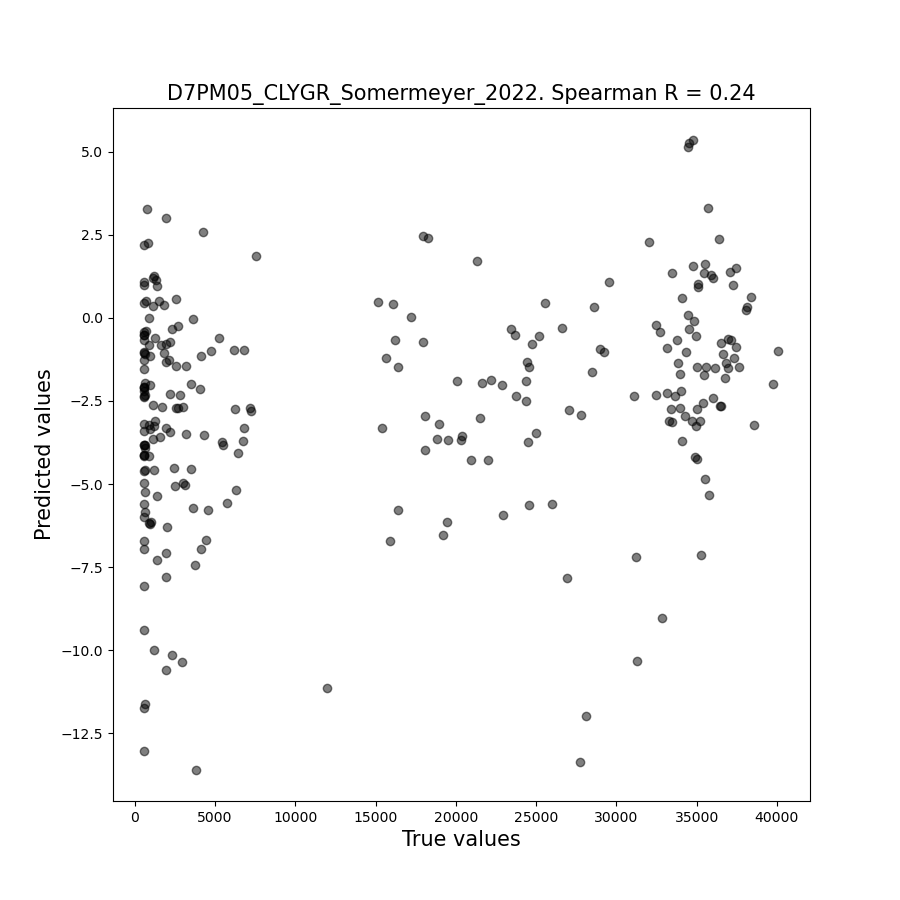 D7PM05_CLYGR_Somermeyer_2022. Spearman R = 0.24
5.0
2.5
0.0
−2.5
−5.0
−7.5
−10.0
−12.5
Predicted values
0 5000 10000 15000 20000 25000 30000 35000 40000
True values